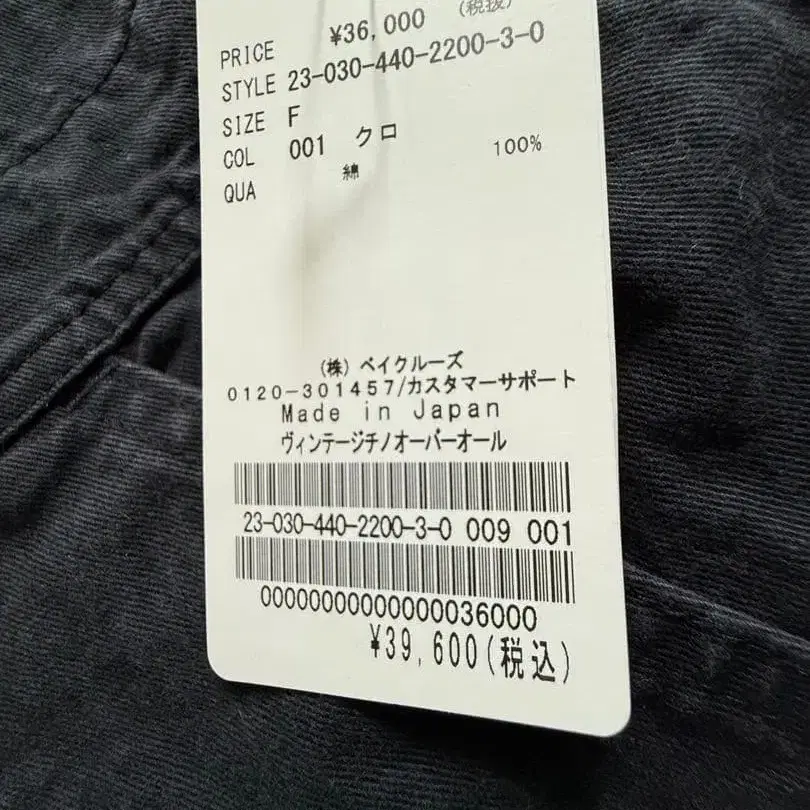 PRICE ¥36,000 (税抜)
STYLE 23-030-440-2200-3-0
SIZE F
COL 001 クロ
QUA 綿 100%
(株) ベイクルーズ
0120-301457/カスタマーサポート
Made in Japan
ヴィンテージチノオーバーオール
23-030-440-2200-3-0 009 001
00000000000000036000
¥39,600(税込)